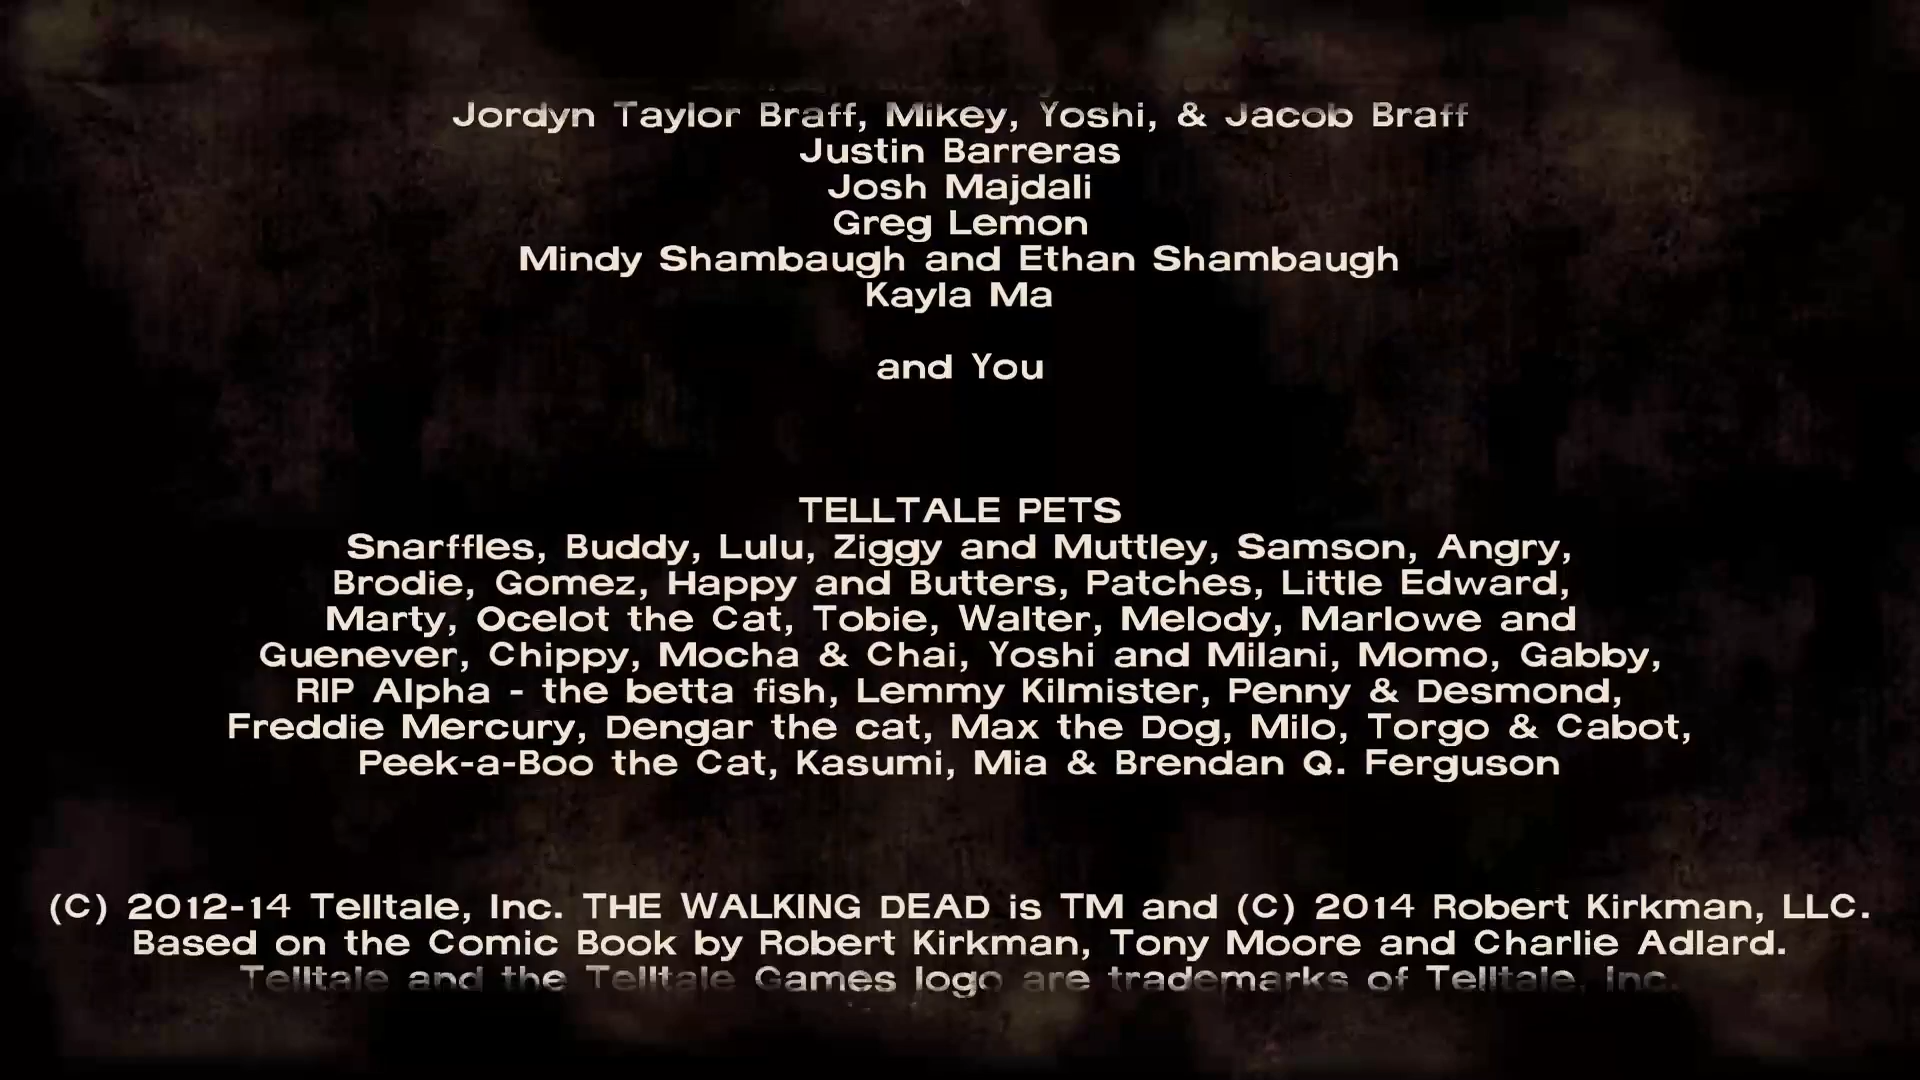 Jordyn Taylor Braff, Mikey, Yoshi, & Jacob Braff
Justin Barreras
Josh Majdali
Greg Lemon
Mindy Shambaugh and Ethan Shambaugh
Kayla Ma
and You
TELLTALE PETS
Snarffles, Buddy, Lulu, Ziggy and Muttley, Samson, Angry,
Brodie, Gomez, Happy and Butters, Patches, Little Edward,
Marty, Ocelot the Cat, Tobie, Walter, Melody, Marlowe and
Guenever, Chippy, Mocha & Chai, Yoshi and Milani, Momo, Gabby,
RIP Alpha - the betta fish, Lemmy Kilmister, Penny & Desmond,
Freddie Mercury, Dengar the cat, Max the Dog, Milo, Torgo & Cabot,
Peek-a-Boo the Cat, Kasumi, Mia & Brendan Q. Ferguson
(C) 2012-14 Telltale, Inc. THE WALKING DEAD is TM and (C) 2014 Robert Kirkman, LLC.
Based on the Comic Book by Robert Kirkman, Tony Moore and Charlie Adlard.
Telltale and the Telltale Games logo are trademarks of Telltale, Inc.